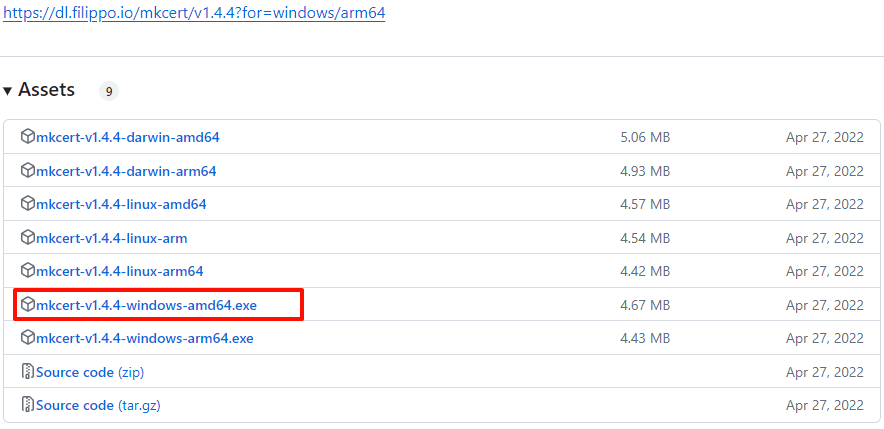 https://dl.filippo.io/mkcert/v1.4.4?for=windows/arm64
Assets 9
mkcert-v1.4.4-darwin-amd64 5.06 MB Apr 27, 2022
mkcert-v1.4.4-darwin-arm64 4.93 MB Apr 27, 2022
mkcert-v1.4.4-linux-amd64 4.57 MB Apr 27, 2022
mkcert-v1.4.4-linux-arm 4.54 MB Apr 27, 2022
mkcert-v1.4.4-linux-arm64 4.42 MB Apr 27, 2022
mkcert-v1.4.4-windows-amd64.exe 4.67 MB Apr 27, 2022
mkcert-v1.4.4-windows-arm64.exe 4.43 MB Apr 27, 2022
Source code (zip) Apr 27, 2022
Source code (tar.gz) Apr 27, 2022